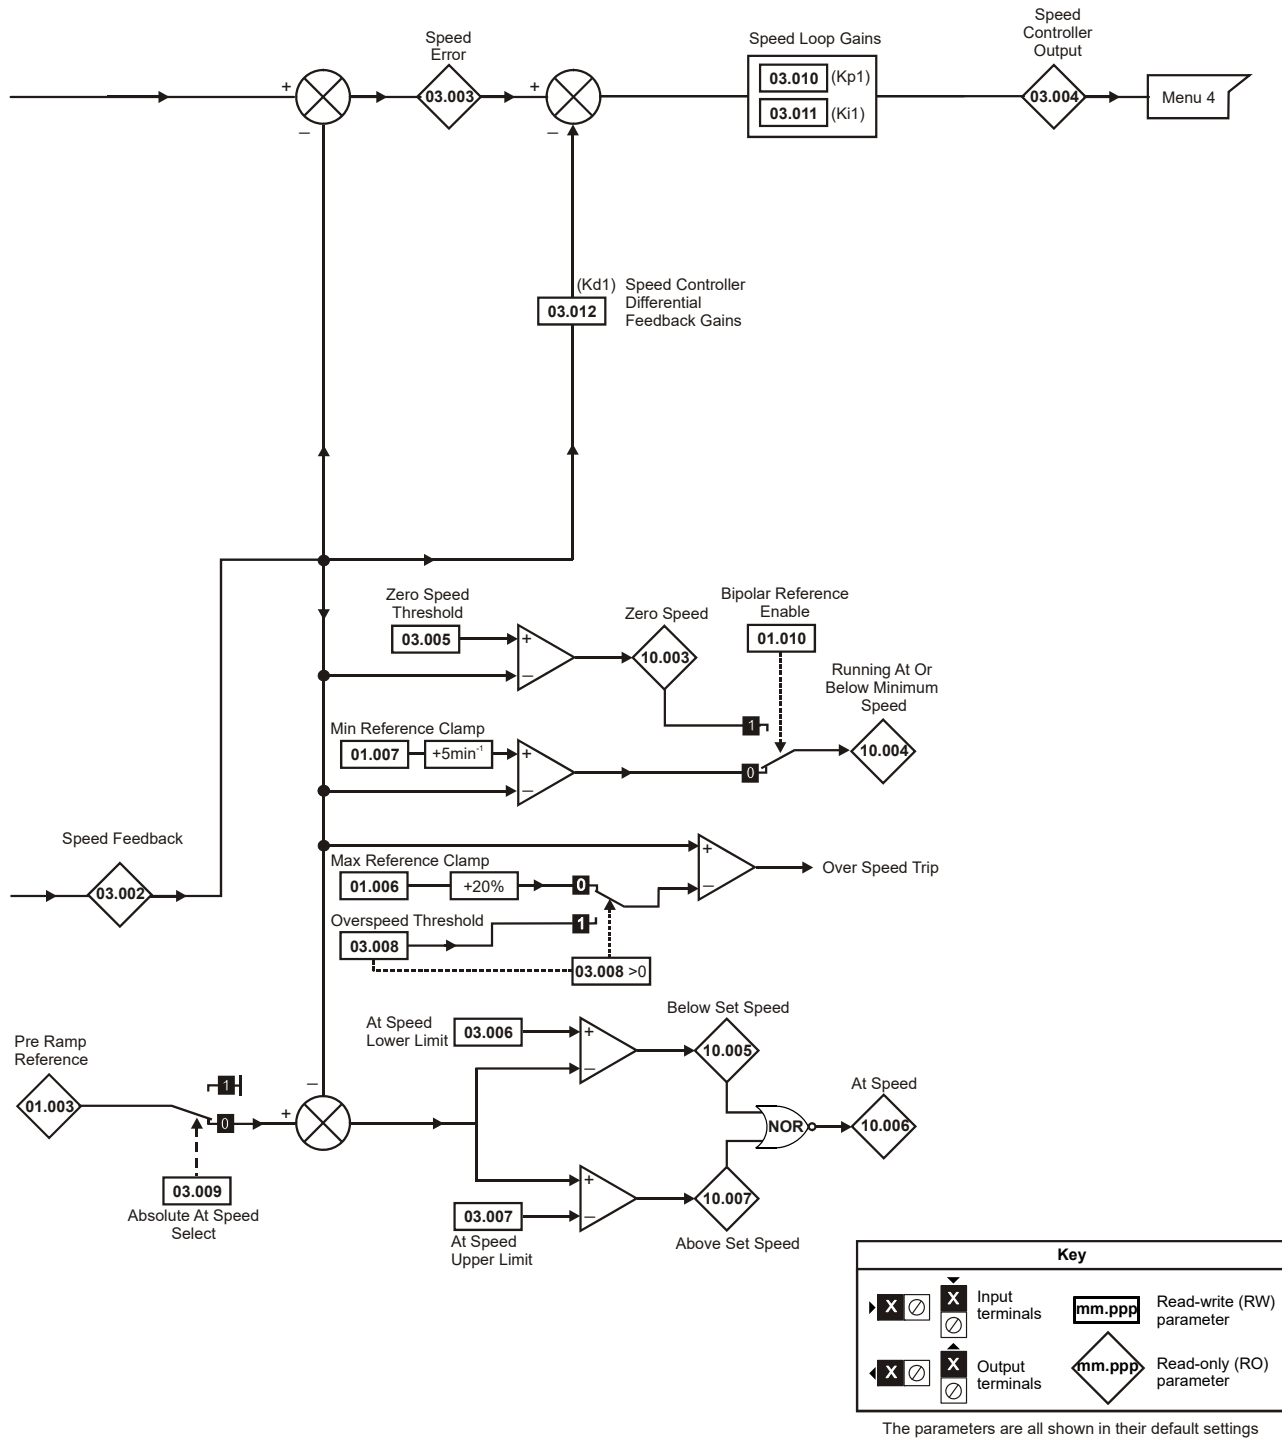 Speed
Error
+
03.003
+
–
–
Speed Loop Gains
03.010 (Kp1)
03.011 (Ki1)
Speed
Controller
Output
03.004
Menu 4
(Kd1) Speed Controller
Differential
Feedback Gains
03.012
Zero Speed
Threshold
03.005
+
–
Zero Speed
10.003
Bipolar Reference
Enable
01.010
1
0
Running At Or
Below Minimum
Speed
10.004
Min Reference Clamp
01.007
+5min-1
+
–
Speed Feedback
03.002
Max Reference Clamp
01.006
+20%
0
Overspeed Threshold
03.008
1
03.008 >0
+
–
Over Speed Trip
Pre Ramp
Reference
01.003
1
0
03.009
Absolute At Speed
Select
–
+
At Speed
Lower Limit
03.006
+
–
Below Set Speed
10.005
03.007
At Speed
Upper Limit
+
–
10.007
Above Set Speed
NOR
At Speed
10.006
Key
X
X
Input
terminals
mm.ppp
Read-write (RW)
parameter
X
X
Output
terminals
mm.ppp
Read-only (RO)
parameter
The parameters are all shown in their default settings